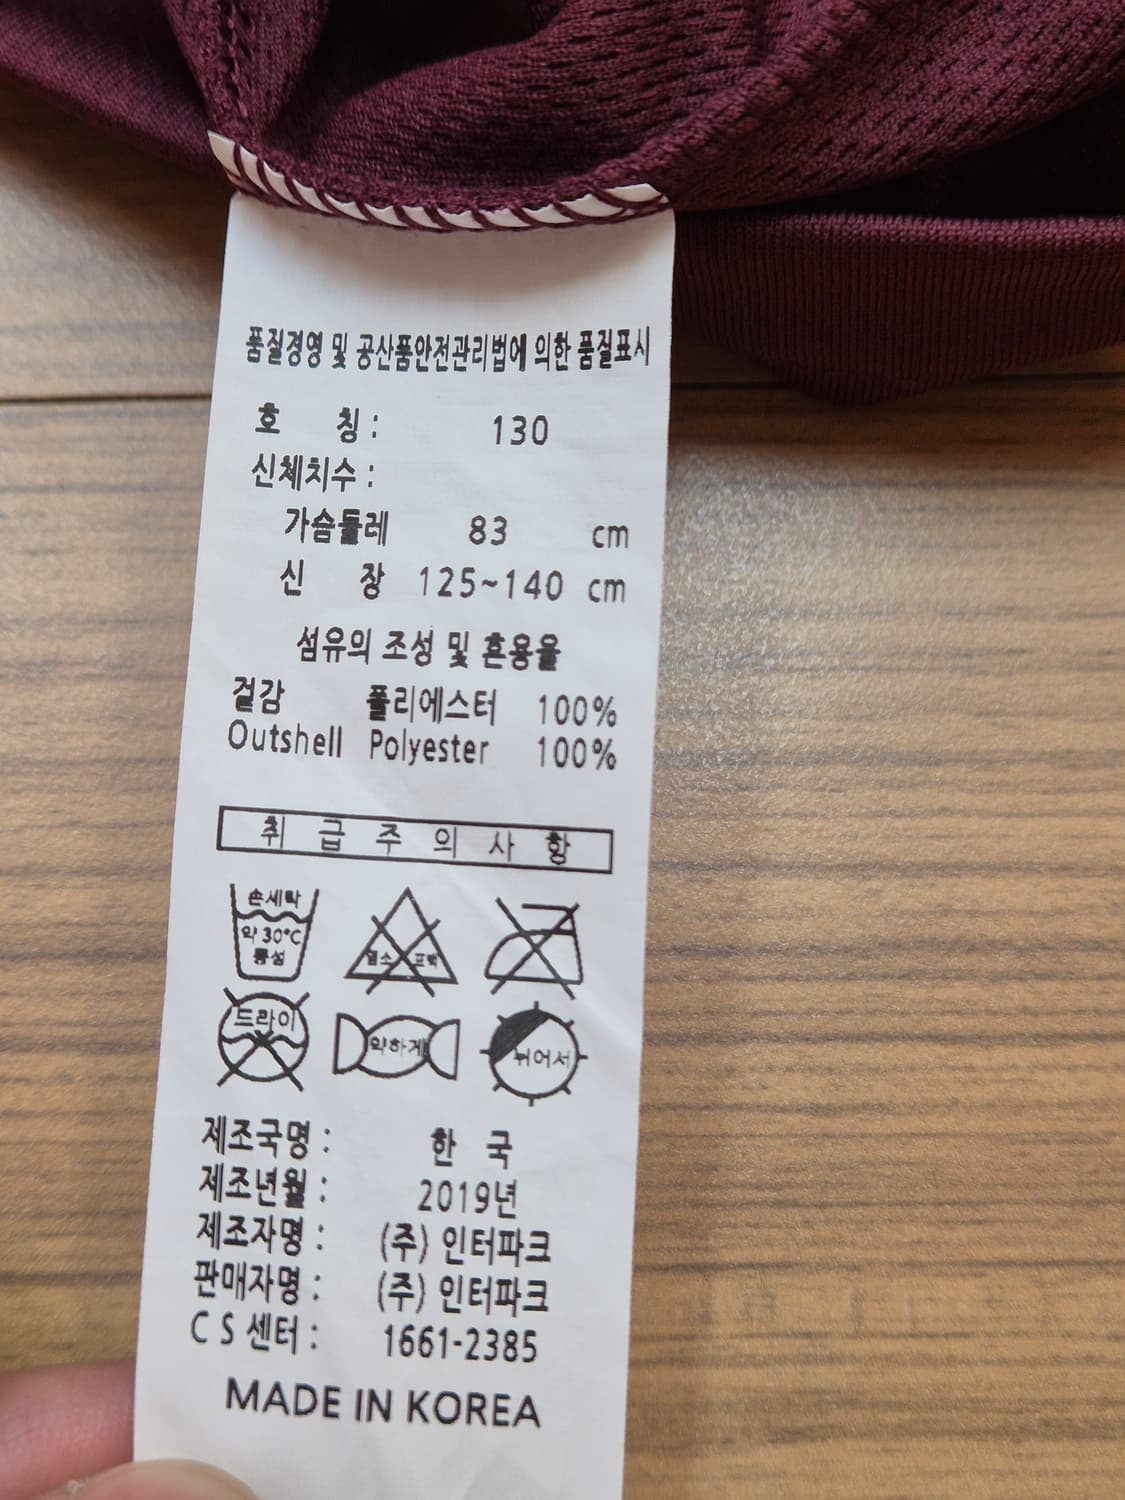 품질경영 및 공산품안전관리법에 의한 품질표시
호 칭 : 130
신체치수 :
가슴둘레 83 cm
신 장 125~140 cm
섬유의 조성 및 혼용율
겉감 폴리에스터 100%
Outshell Polyester 100%
취 급 주 의 사 항
손세탁
약 30℃
중성
염소 표백
드라이
약하게
뉘어서
제조국명 : 한 국
제조년월 : 2019년
제조자명 : (주) 인터파크
판매자명 : (주) 인터파크
C S 센터 : 1661-2385
MADE IN KOREA